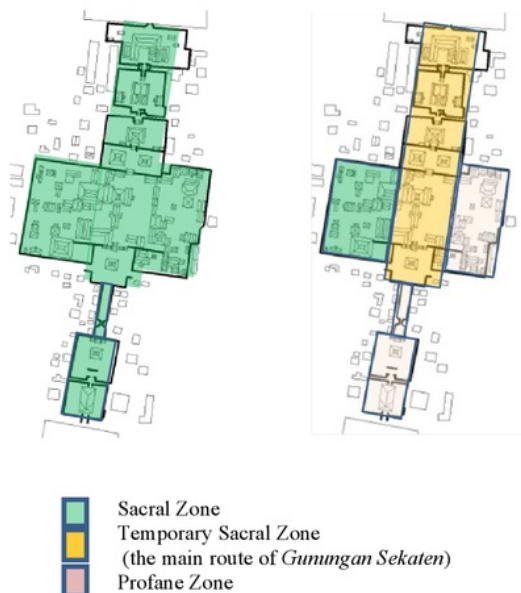 Sacral Zone
Temporary Sacral Zone
(the main route of Gunungan Sekaten)
Profane Zone